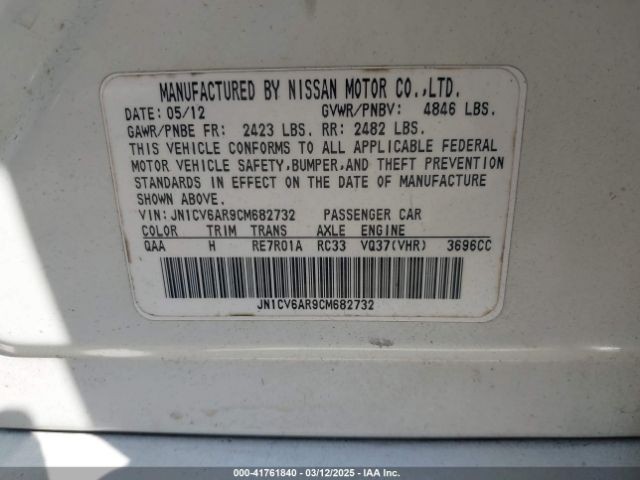 MANUFACTURED BY NISSAN MOTOR CO.,LTD.
DATE: 05/12 GVWR/PNBV: 4846 LBS.
GAWR/PNBE FR: 2423 LBS. RR: 2482 LBS.
THIS VEHICLE CONFORMS TO ALL APPLICABLE FEDERAL
MOTOR VEHICLE SAFETY,BUMPER,AND THEFT PREVENTION
STANDARDS IN EFFECT ON THE DATE OF MANUFACTURE
SHOWN ABOVE.
VIN: JN1CV6AR9CM682732 PASSENGER CAR
COLOR TRIM TRANS AXLE ENGINE
QAA H RE7R01A RC33 VQ37(VHR) 3696CC
JN1CV6AR9CM682732
000-41761840 - 03/12/2025 - IAA Inc.